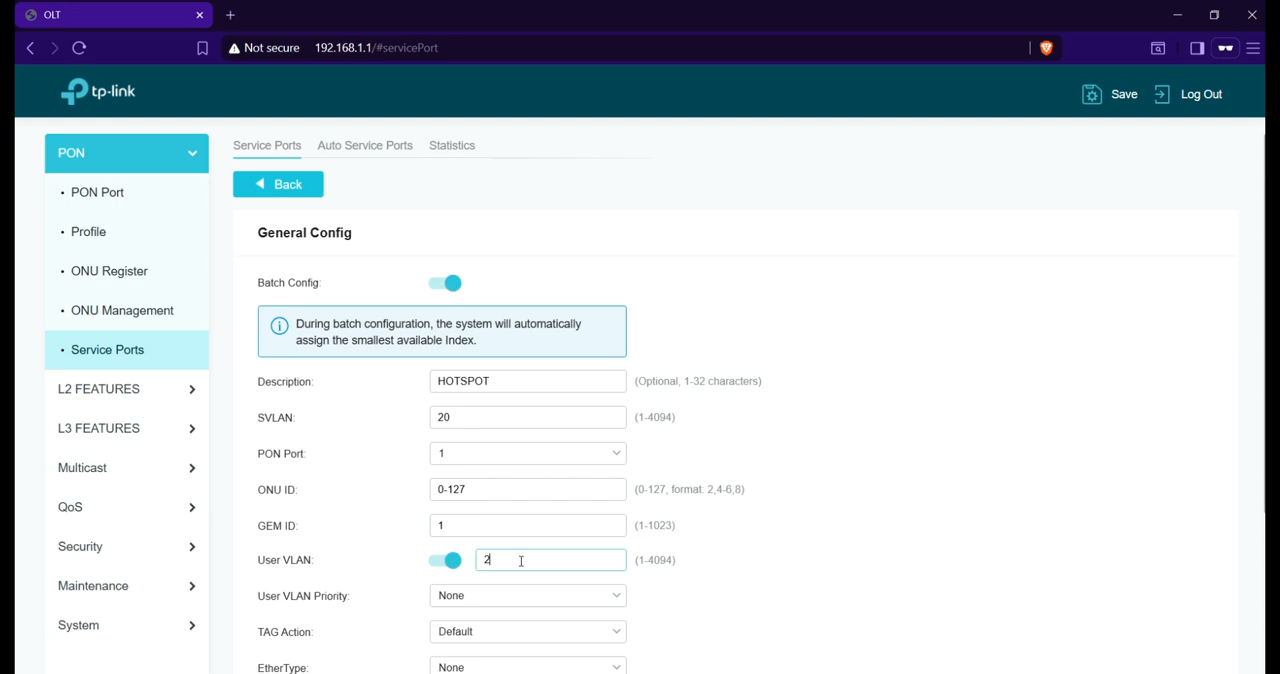 OLT
Not secure 192.168.1.1/#servicePort
tp-link
Save
Log Out
PON
PON Port
Profile
ONU Register
ONU Management
Service Ports
L2 FEATURES
L3 FEATURES
Multicast
QoS
Security
Maintenance
System
Service Ports Auto Service Ports Statistics
Back
General Config
Batch Config:
During batch configuration, the system will automatically
assign the smallest available Index.
Description: HOTSPOT (Optional, 1-32 characters)
SVLAN: 20 (1-4094)
PON Port: 1
ONU ID: 0-127 (0-127, format: 2,4-6,8)
GEM ID: 1 (1-1023)
User VLAN: 2 (1-4094)
User VLAN Priority: None
TAG Action: Default
EtherType: None